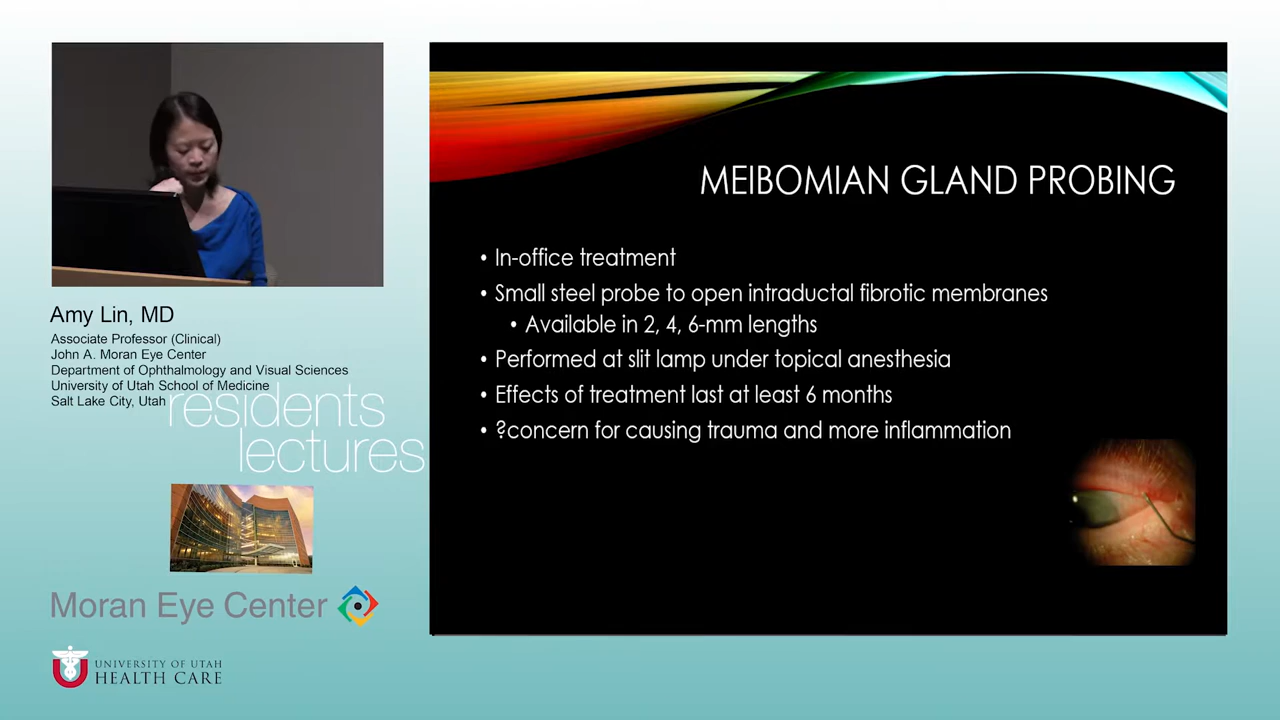 Amy Lin, MD
Associate Professor (Clinical)
John A. Moran Eye Center
Department of Ophthalmology and Visual Sciences
University of Utah School of Medicine
Salt Lake City, Utah
residents
lectures
Moran Eye Center
UNIVERSITY OF UTAH
HEALTH CARE
MEIBOMIAN GLAND PROBING
• In-office treatment
• Small steel probe to open intraductal fibrotic membranes
• Available in 2, 4, 6-mm lengths
• Performed at slit lamp under topical anesthesia
• Effects of treatment last at least 6 months
• ?concern for causing trauma and more inflammation